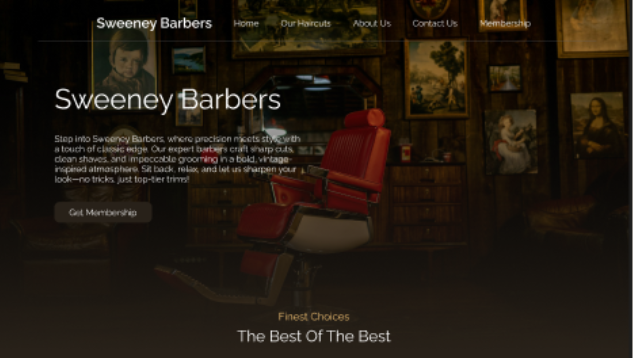 Sweeney Barbers Home Our Haircuts About Us Contact Us Membership
Sweeney Barbers
Step into Sweeney Barbers, where precision meets style with
a touch of classic edge. Our expert barbers craft sharp cuts,
clean shaves, and impeccable grooming in a bold, vintage-
inspired atmosphere. Sit back, relax, and let us sharpen your
look—no tricks, just top-tier trims!
Get Membership
Finest Choices
The Best Of The Best